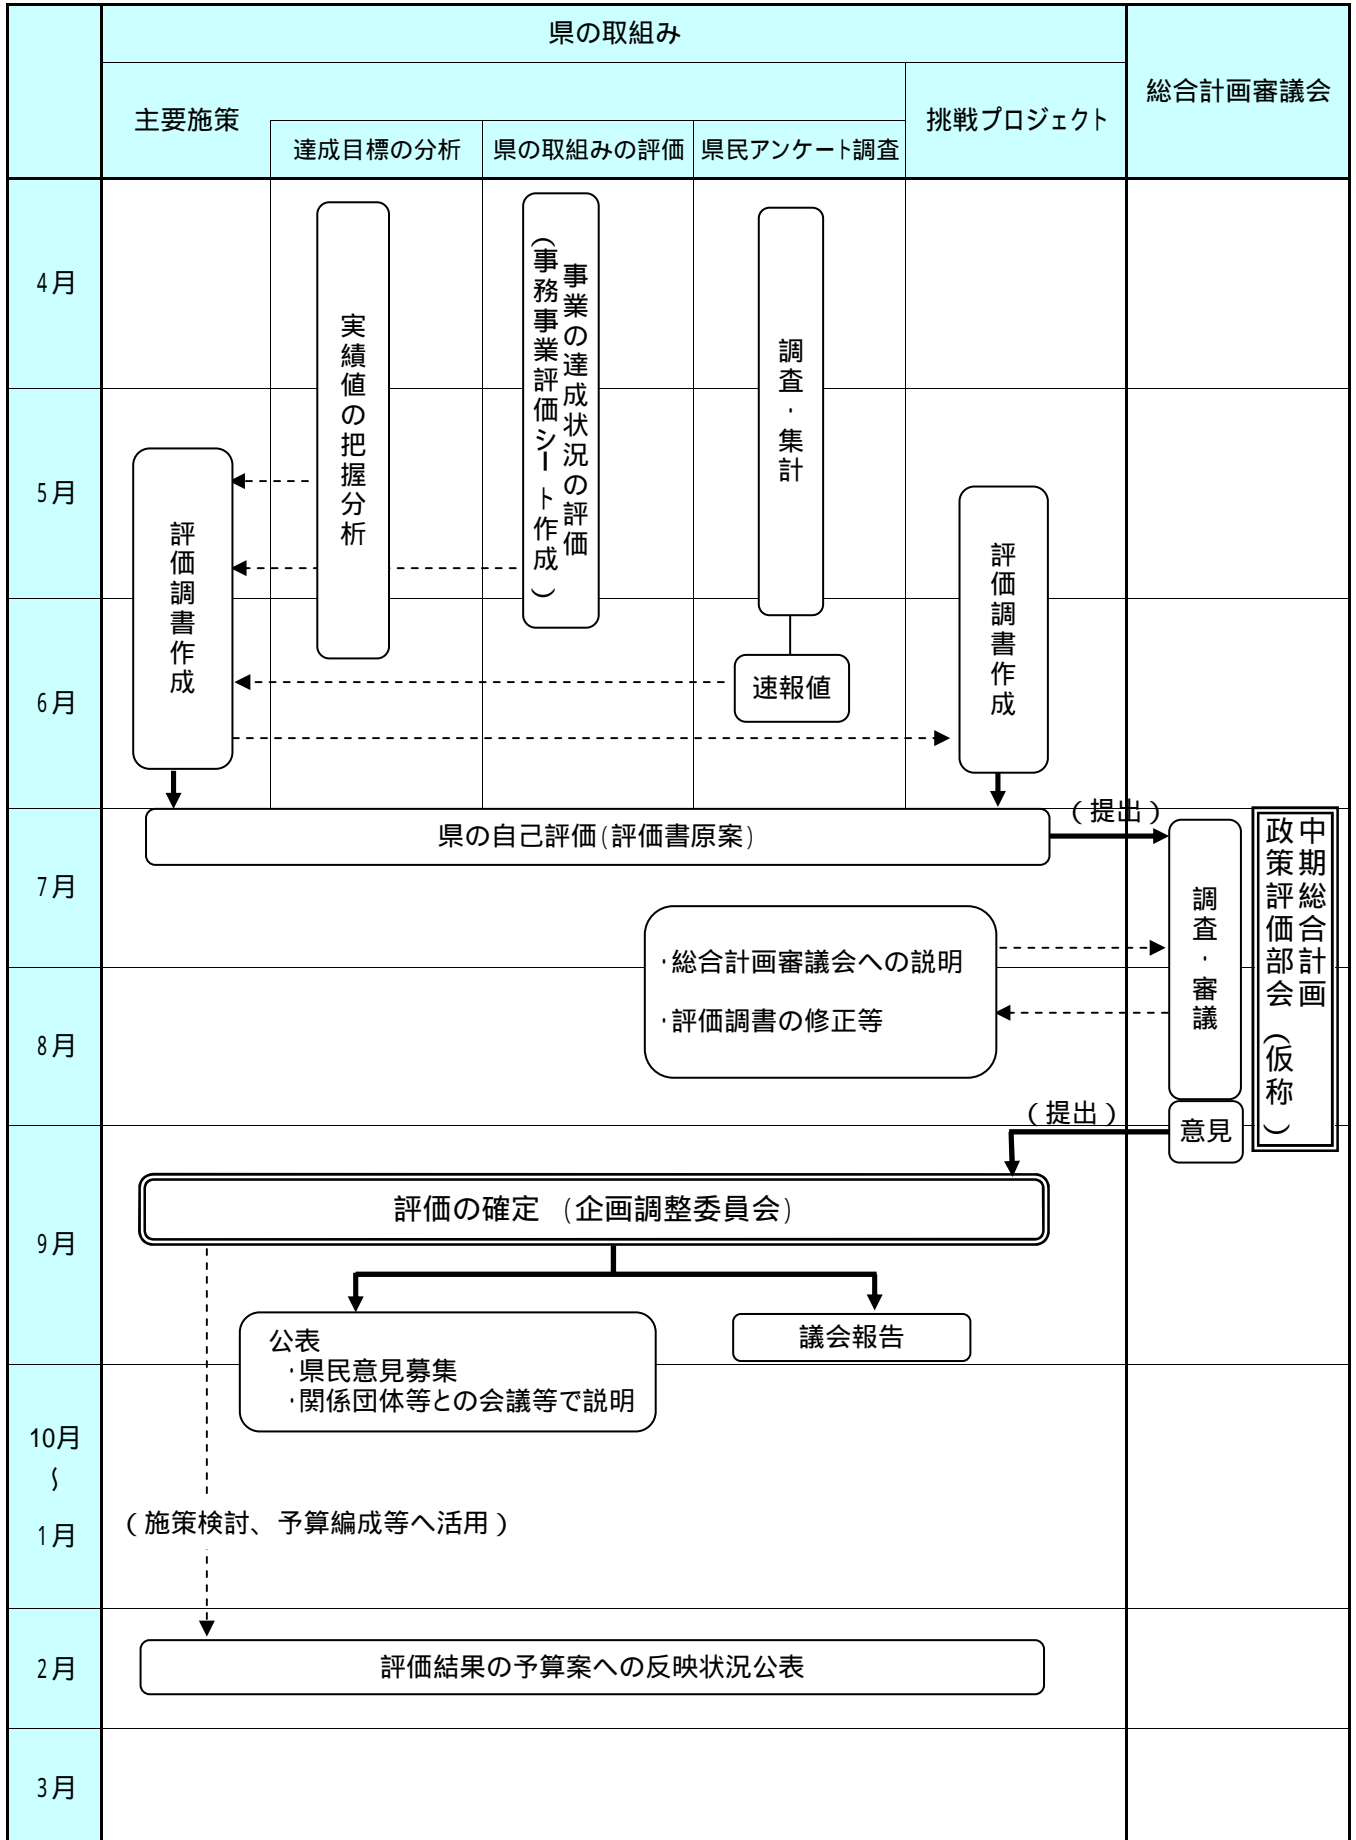 県の取組み
総合計画審議会
主要施策
挑戦プロジェクト
達成目標の分析
県の取組みの評価
県民アンケート調査
4月
実績値の把握分析
事業の達成状況の評価
(事務事業評価シート作成)
調査・集計
5月
評価調書作成
評価調書作成
6月
速報値
7月
県の自己評価(評価書原案)
(提出)
調査・審議
中期総合計画
政策評価部会 (仮称)
・総合計画審議会への説明
・評価調書の修正等
8月
(提出)
意見
9月
評価の確定 (企画調整委員会)
公表
・県民意見募集
・関係団体等との会議等で説明
議会報告
10月
~
1月
(施策検討、予算編成等へ活用)
2月
評価結果の予算案への反映状況公表
3月